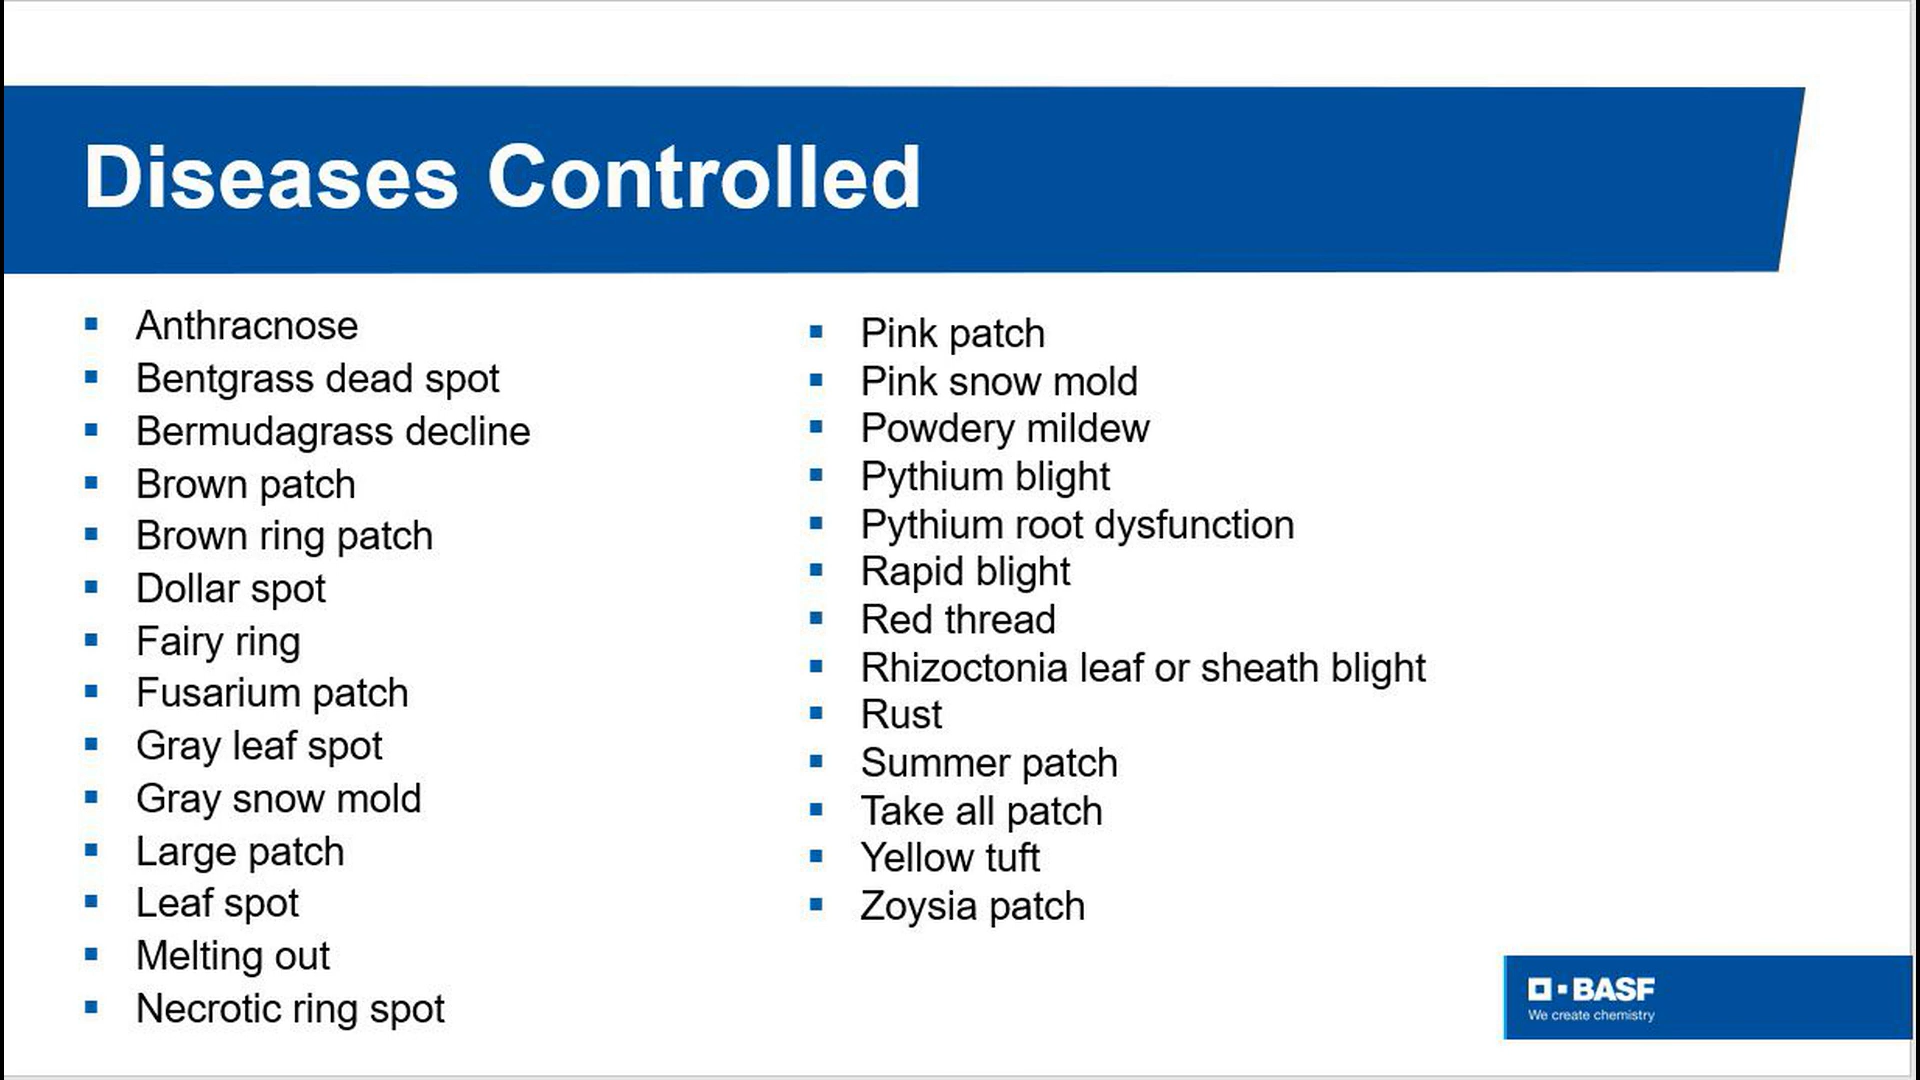 Diseases Controlled
Anthracnose
Bentgrass dead spot
Bermudagrass decline
Brown patch
Brown ring patch
Dollar spot
Fairy ring
Fusarium patch
Gray leaf spot
Gray snow mold
Large patch
Leaf spot
Melting out
Necrotic ring spot
Pink patch
Pink snow mold
Powdery mildew
Pythium blight
Pythium root dysfunction
Rapid blight
Red thread
Rhizoctonia leaf or sheath blight
Rust
Summer patch
Take all patch
Yellow tuft
Zoysia patch
BASF
We create chemistry